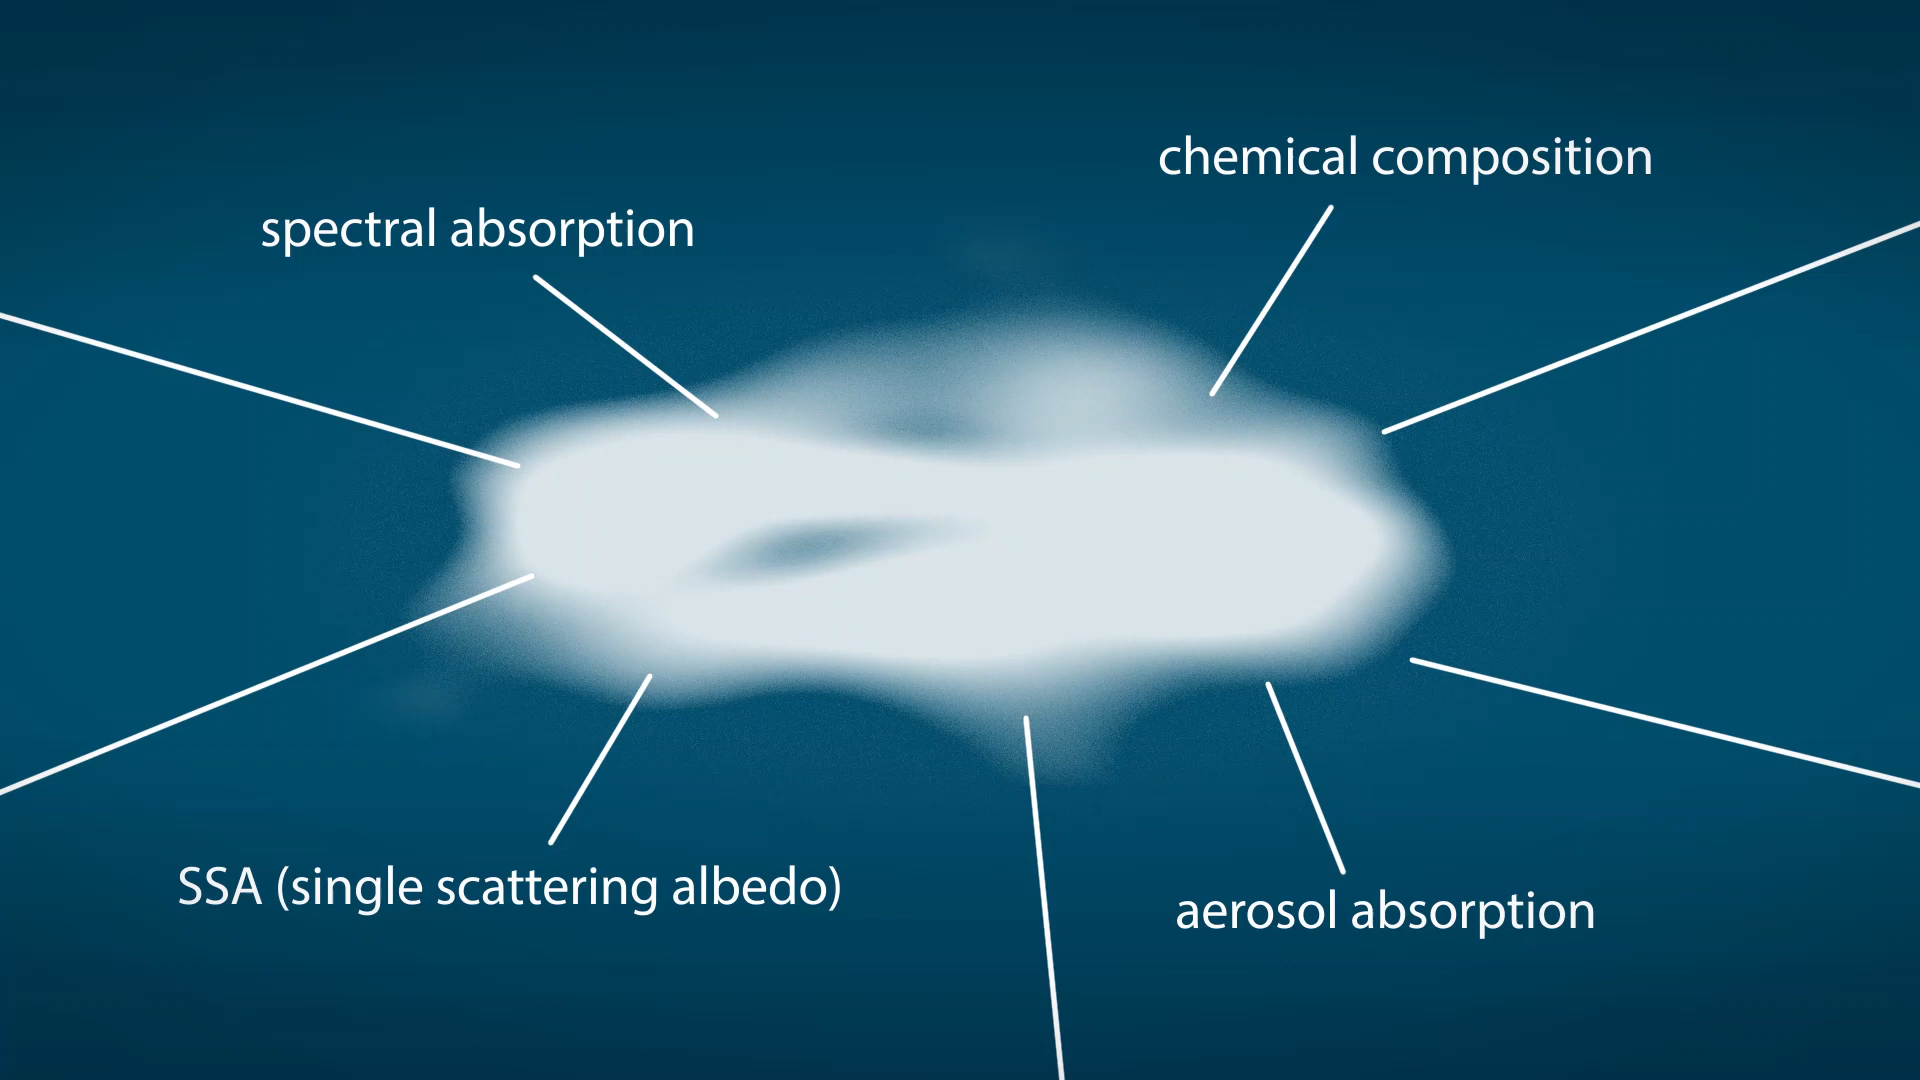 chemical composition
spectral absorption
SSA (single scattering albedo)
aerosol absorption